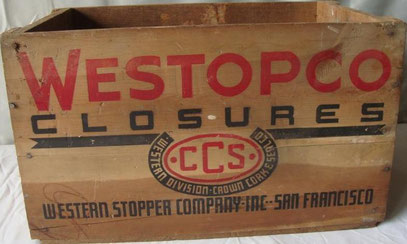 WESTOPCO
CLOSURES
CCS
WESTERN DIVISION-CROWN CORK & SEAL CO.
WESTERN STOPPER COMPANY-INC--SAN FRANCISCO